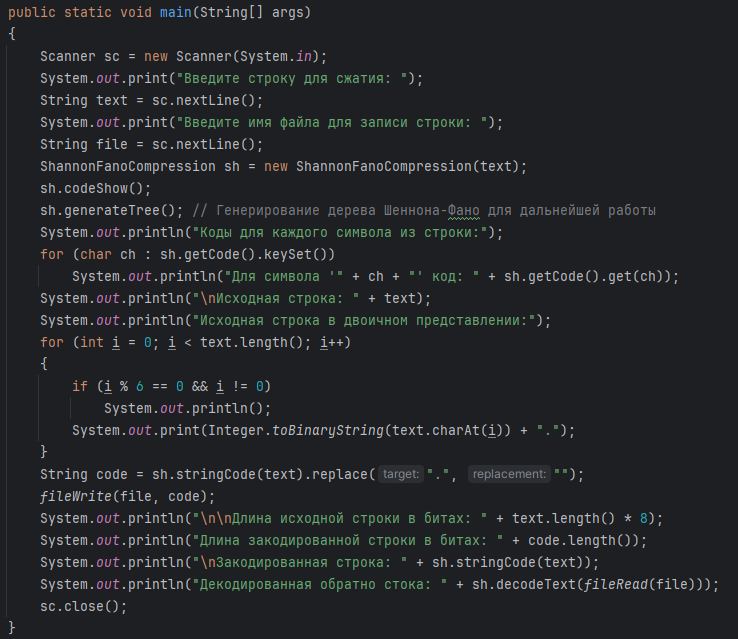 public static void main(String[] args)
{
    Scanner sc = new Scanner(System.in);
    System.out.print("Введите строку для сжатия: ");
    String text = sc.nextLine();
    System.out.print("Введите имя файла для записи строки: ");
    String file = sc.nextLine();
    ShannonFanoCompression sh = new ShannonFanoCompression(text);
    sh.codeShow();
    sh.generateTree(); // Генерирование дерева Шеннона-Фано для дальнейшей работы
    System.out.println("Коды для каждого символа из строки:");
    for (char ch : sh.getCode().keySet())
        System.out.println("Для символа '" + ch + "' код: " + sh.getCode().get(ch));
    System.out.println("\nИсходная строка: " + text);
    System.out.println("Исходная строка в двоичном представлении:");
    for (int i = 0; i < text.length(); i++)
    {
        if (i % 6 == 0 && i != 0)
            System.out.println();
        System.out.print(Integer.toBinaryString(text.charAt(i)) + ".");
    }
    String code = sh.stringCode(text).replace( target: ".", replacement: "");
    fileWrite(file, code);
    System.out.println("\n\nДлина исходной строки в битах: " + text.length() * 8);
    System.out.println("Длина закодированной строки в битах: " + code.length());
    System.out.println("\nЗакодированная строка: " + sh.stringCode(text));
    System.out.println("Декодированная обратно стока: " + sh.decodeText(fileRead(file)));
    sc.close();
}